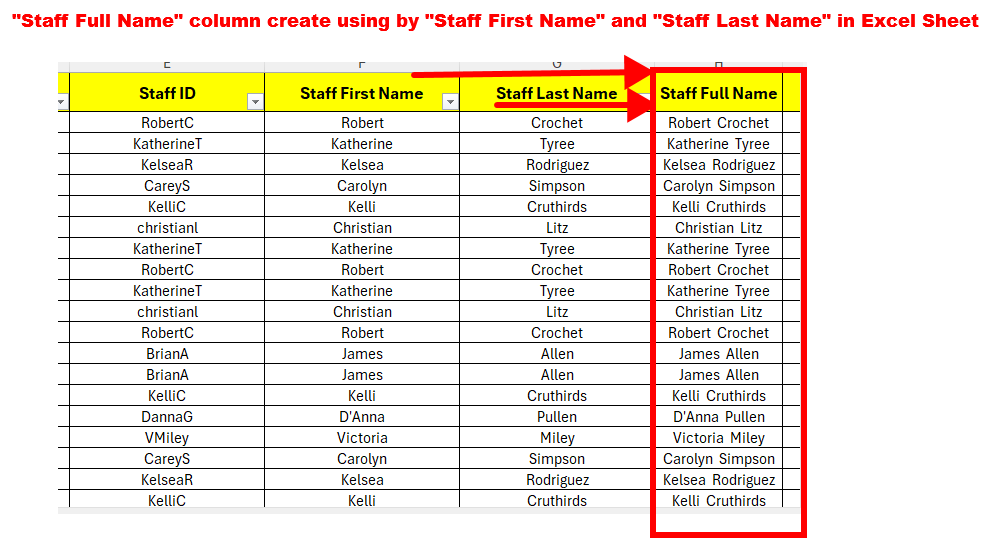 "Staff Full Name" column create using by "Staff First Name" and "Staff Last Name" in Excel Sheet
E F G H
Staff ID Staff First Name Staff Last Name Staff Full Name
RobertC Robert Crochet Robert Crochet
KatherineT Katherine Tyree Katherine Tyree
KelseaR Kelsea Rodriguez Kelsea Rodriguez
CareyS Carolyn Simpson Carolyn Simpson
KelliC Kelli Cruthirds Kelli Cruthirds
christianl Christian Litz Christian Litz
KatherineT Katherine Tyree Katherine Tyree
RobertC Robert Crochet Robert Crochet
KatherineT Katherine Tyree Katherine Tyree
christianl Christian Litz Christian Litz
RobertC Robert Crochet Robert Crochet
BrianA James Allen James Allen
BrianA James Allen James Allen
KelliC Kelli Cruthirds Kelli Cruthirds
DannaG D'Anna Pullen D'Anna Pullen
VMiley Victoria Miley Victoria Miley
CareyS Carolyn Simpson Carolyn Simpson
KelseaR Kelsea Rodriguez Kelsea Rodriguez
KelliC Kelli Cruthirds Kelli Cruthirds